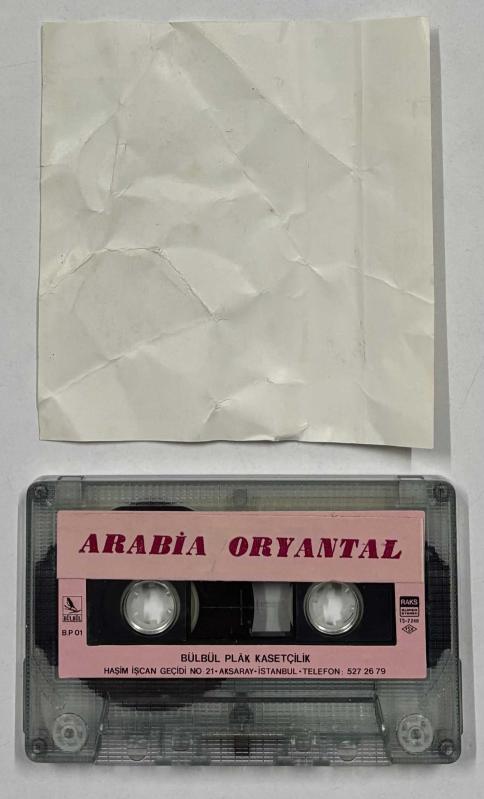 ARABİA ORYANTAL
BÜLBÜL
B.P 01
RAKS
SUPER STEREO
TS-7248
TSE
BÜLBÜL PLÂK KASETÇİLİK
HAŞİM İŞCAN GEÇİDİ NO:21•AKSARAY•İSTANBUL•TELEFON: 527 26 79